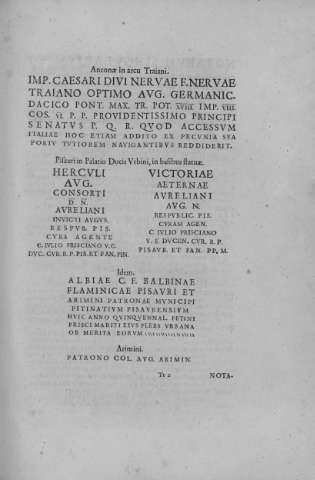 Anconæ in arcu Traiani.
IMP. CAESARI DIVI NERVAE F. NERVAE
TRAIANO OPTIMO AVG. GERMANIC.
DACICO PONT. MAX. TR. POT. XVIII. IMP. VIII.
COS. VI. P. P. PROVIDENTISSIMO PRINCIPI
SENATVS P. Q. R. QVOD ACCESSVM
ITALIAE HOC ETIAM ADDITO EX PECVNIA SVA
PORTV TVTIOREM NAVIGANTIBVS REDDIDERIT.
Pisauri in Palatio Ducis Vrbini, in basibus statuæ.
HERCVLI
AVG.
CONSORTI
D. N.
AVRELIANI
INVICTI AVGVS.
RESPVB. PIS.
CVRA AGENTE
C. IVLIO PRISCIANO V.C.
DVC. CVR. R. P. PIS. ET FAN. PIN.
VICTORIAE
AETERNAE
AVRELIANI
AVG. N.
RESPVBLIC. PIS.
CVRAM AGEN.
C. IVLIO PRISCIANO
V. E DVCEN. CVR. R. P.
PISAVR. ET FAN. PP, M.
Idem.
ALBIAE C. F. BALBINAE
FLAMINICAE PISAVRI ET
ARIMINI PATRONAE MVNICIPI
PITINATIVM PISAVRENSIVM
HVIC ANNO QVINQVENNAL. PETINI
PRISCI MARITI EIVS PLEBS VRBANA
OB MERITA EORVM
Arimini.
PATRONO COL. AVG. ARIMIN.
Tt 2 NOTA-